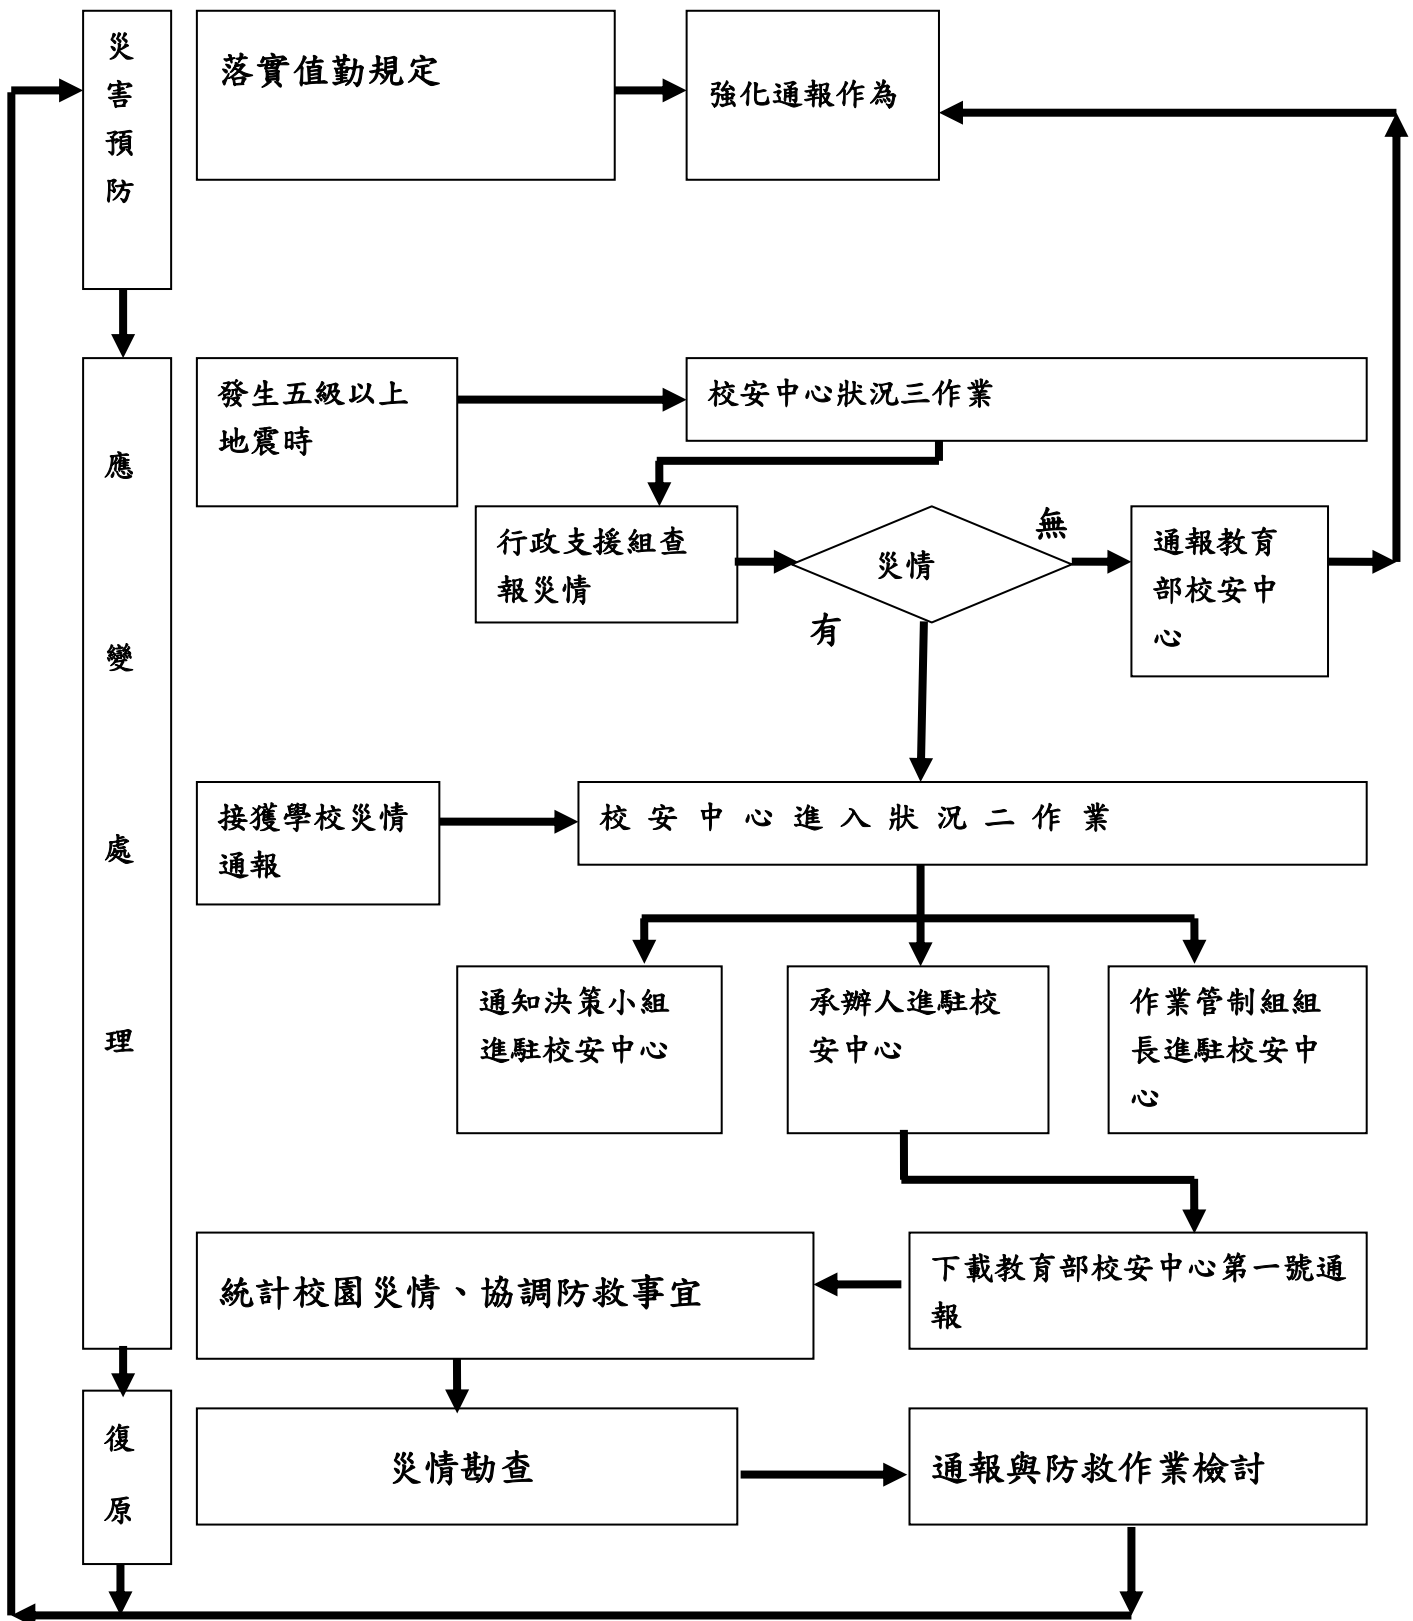 災
害
預
防
落實值勤規定
強化通報作為
應
變
處
理
發生五級以上
地震時
校安中心狀況三作業
行政支援組查
報災情
災情
無
有
通報教育
部校安中
心
接獲學校災情
通報
校安中心進入狀況二作業
通知決策小組
進駐校安中心
承辦人進駐校
安中心
作業管制組組
長進駐校安中
心
下載教育部校安中心第一號通
報
統計校園災情、協調防救事宜
復
原
災情勘查
通報與防救作業檢討